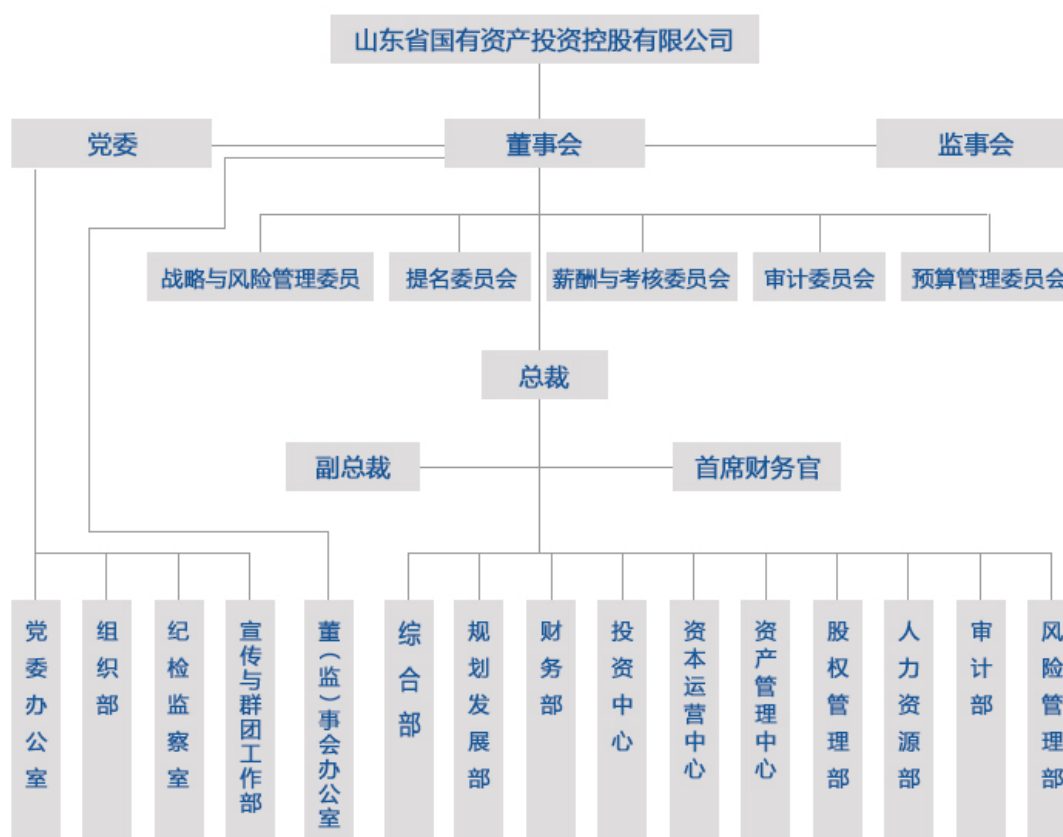 山东省国有资产投资控股有限公司
党委
董事会
监事会
战略与风险管理委员
提名委员会
薪酬与考核委员会
审计委员会
预算管理委员会
总裁
副总裁
首席财务官
党委办公室
组织部
纪检监察室
宣传与群团工作部
董(监)事会办公室
综合部
规划发展部
财务部
投资中心
资本运营中心
资产管理中心
股权管理部
人力资源部
审计部
风险管理部